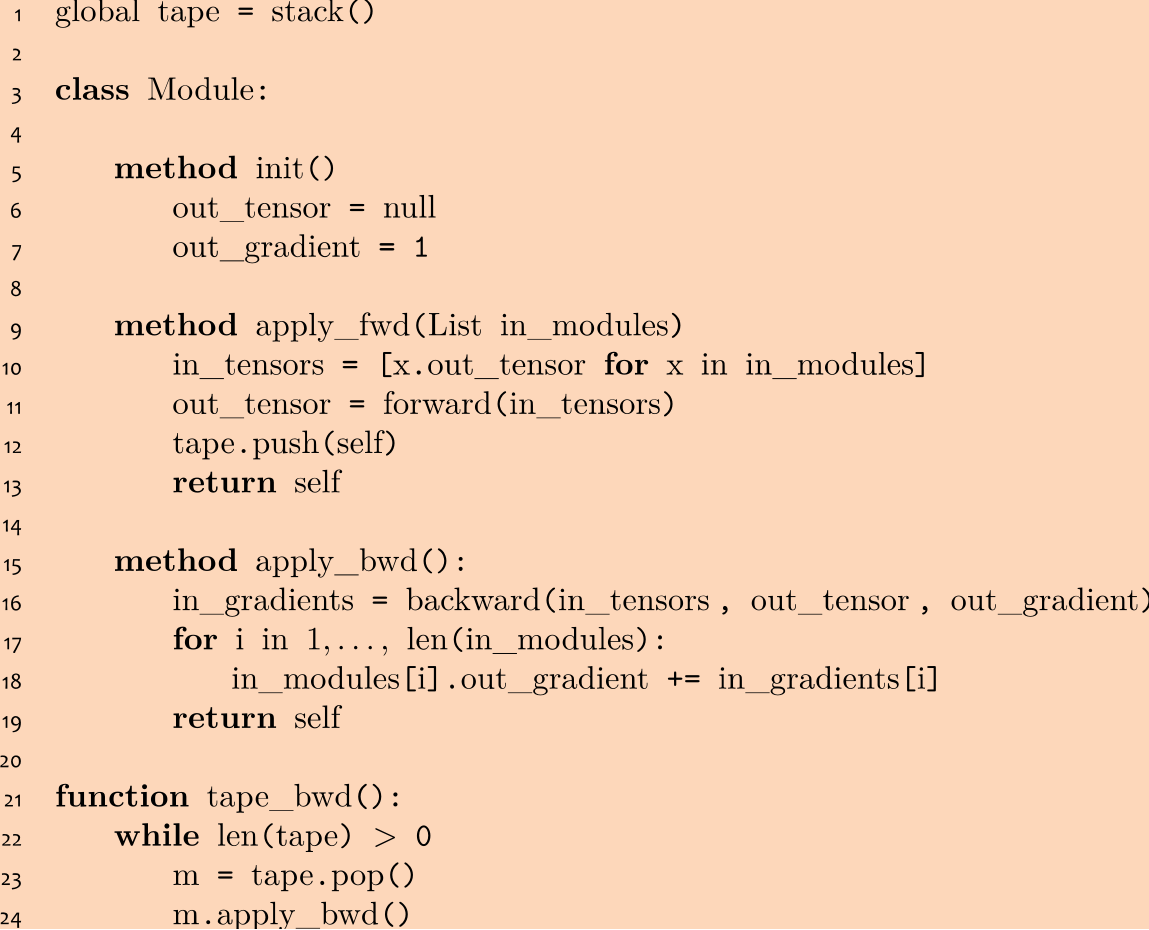 1 global tape = stack()
2
3 class Module:
4
5 method init()
6 out_tensor = null
7 out_gradient = 1
8
9 method apply_fwd(List in_modules)
10 in_tensors = [x.out_tensor for x in in_modules]
11 out_tensor = forward(in_tensors)
12 tape.push(self)
13 return self
14
15 method apply_bwd():
16 in_gradients = backward(in_tensors, out_tensor, out_gradient)
17 for i in 1,..., len(in_modules):
18 in_modules[i].out_gradient += in_gradients[i]
19 return self
20
21 function tape_bwd():
22 while len(tape) > 0
23 m = tape.pop()
24 m.apply_bwd()